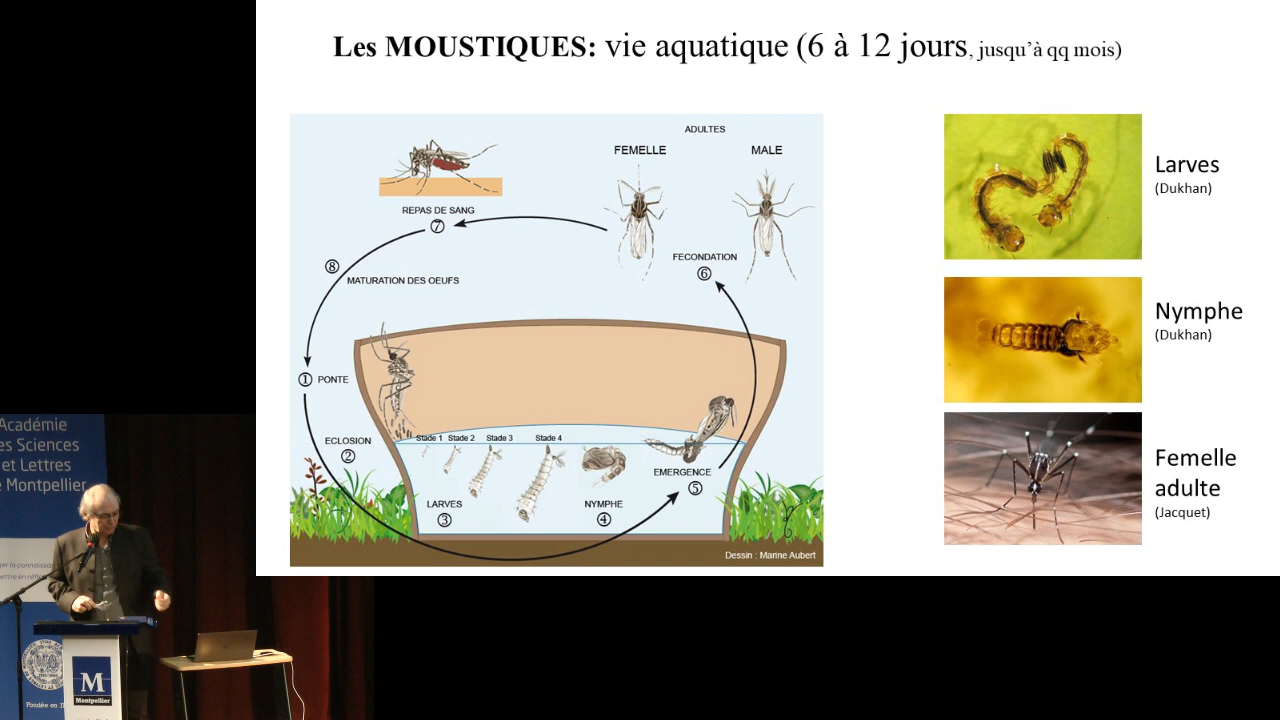 Les MOUSTIQUES: vie aquatique (6 à 12 jours, jusqu'à qq mois)
ADULTES
FEMELLE
MALE
REPAS DE SANG
⑦
FECONDATION
⑥
⑧
MATURATION DES OEUFS
① PONTE
Stade 1 Stade 2 Stade 3 Stade 4
ECLOSION
②
EMERGENCE
⑤
LARVES
③
NYMPHE
④
Dessin : Marine Aubert
Larves
(Dukhan)
Nymphe
(Dukhan)
Femelle
adulte
(Jacquet)
Académie
es Sciences
et Lettres
Montpellier
M
Montpellier
Pondée en